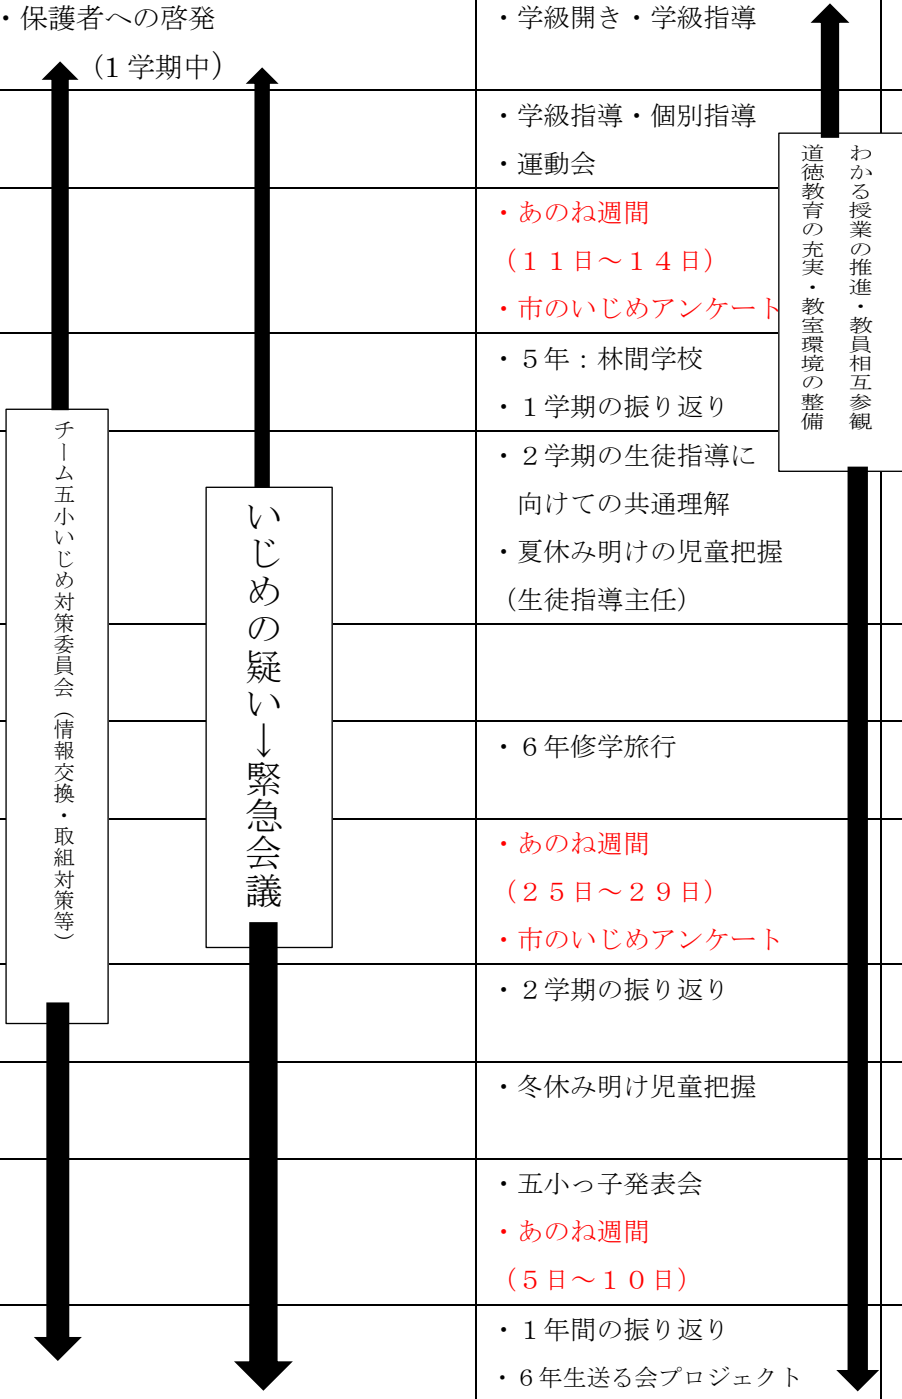 ・保護者への啓発
（1学期中）
チーム五小いじめ対策委員会（情報交換・取組対策等）
いじめの疑い→緊急会議
・学級開き・学級指導
・学級指導・個別指導
・運動会
・あのね週間
（１１日～１４日）
・市のいじめアンケート
・５年：林間学校
・１学期の振り返り
・２学期の生徒指導に
向けての共通理解
・夏休み明けの児童把握
（生徒指導主任）
・６年修学旅行
・あのね週間
（２５日～２９日）
・市のいじめアンケート
・２学期の振り返り
・冬休み明け児童把握
・五小っ子発表会
・あのね週間
（５日～１０日）
・１年間の振り返り
・６年生送る会プロジェクト
わかる授業の推進・教員相互参観
道徳教育の充実・教室環境の整備